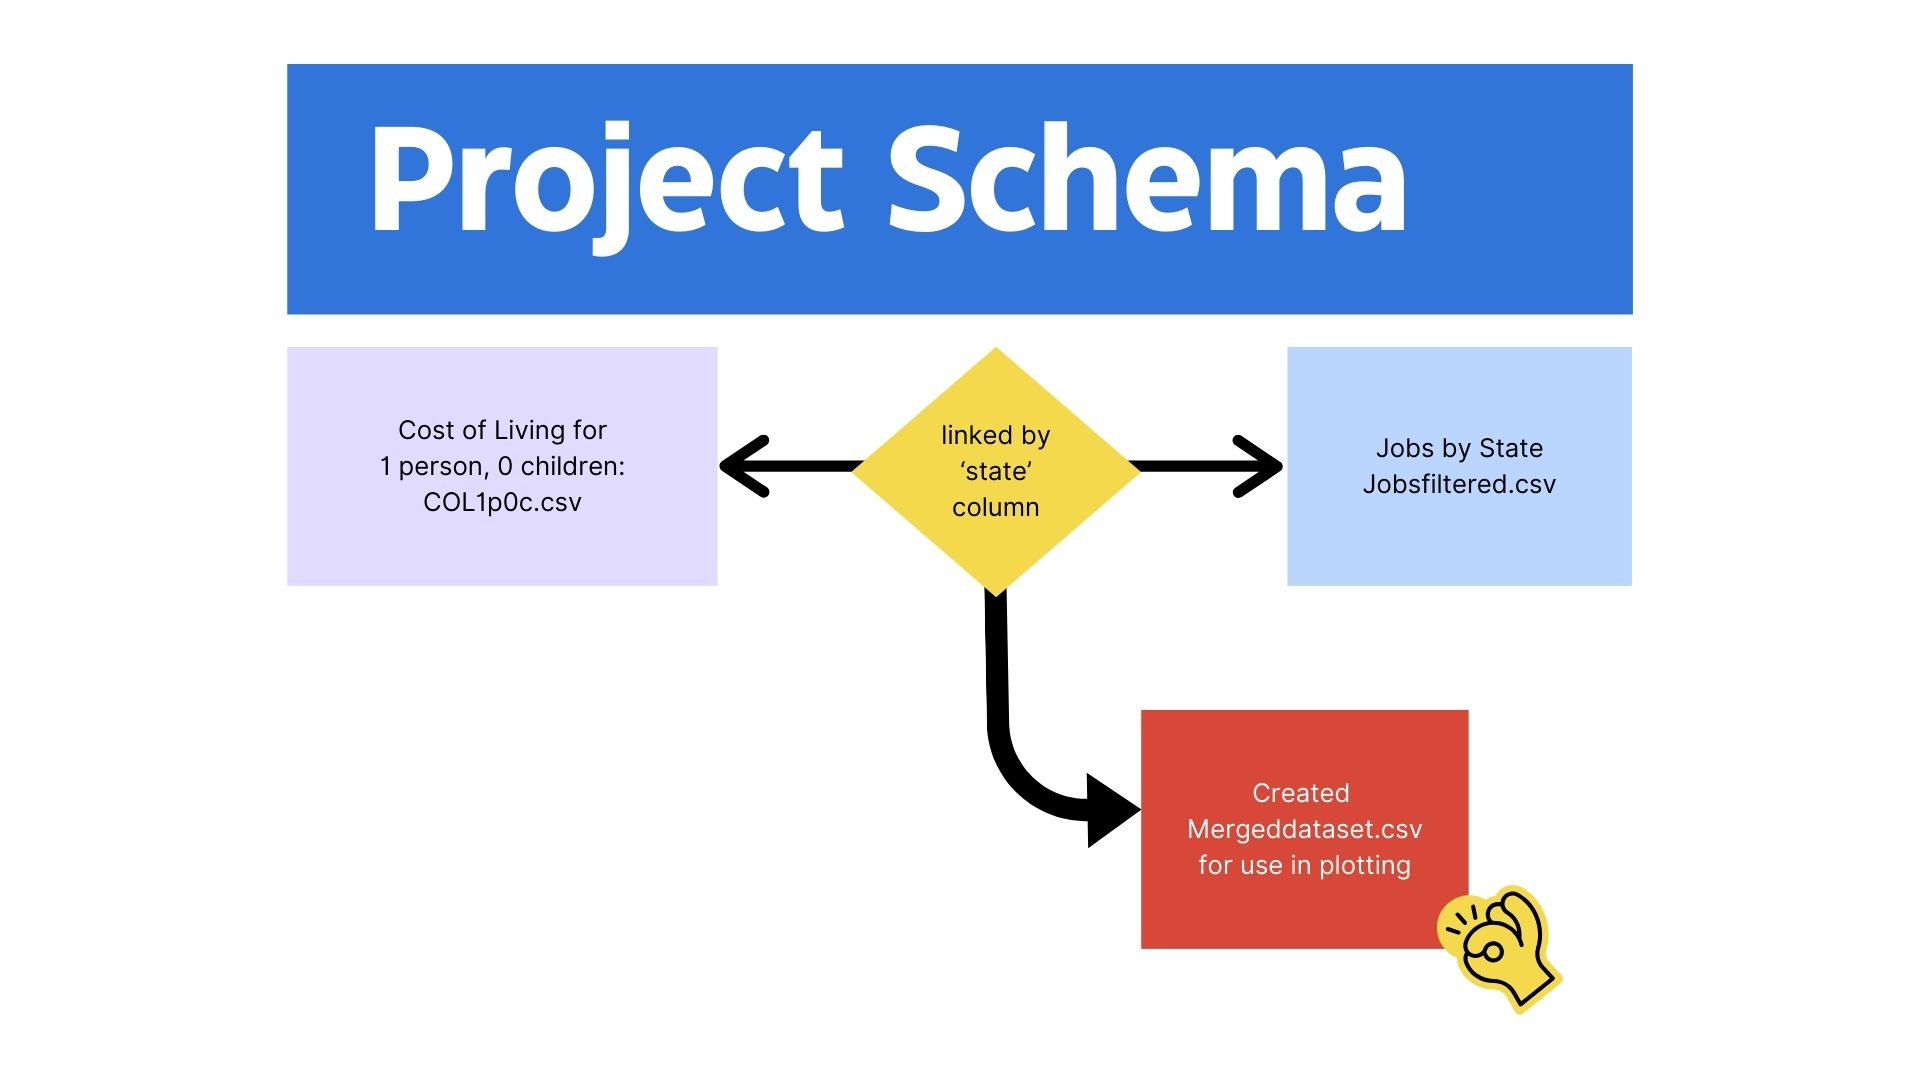 Project Schema
Cost of Living for
1 person, 0 children:
COL1p0c.csv
linked by
‘state’
column
Jobs by State
Jobsfiltered.csv
Created
Mergeddataset.csv
for use in plotting